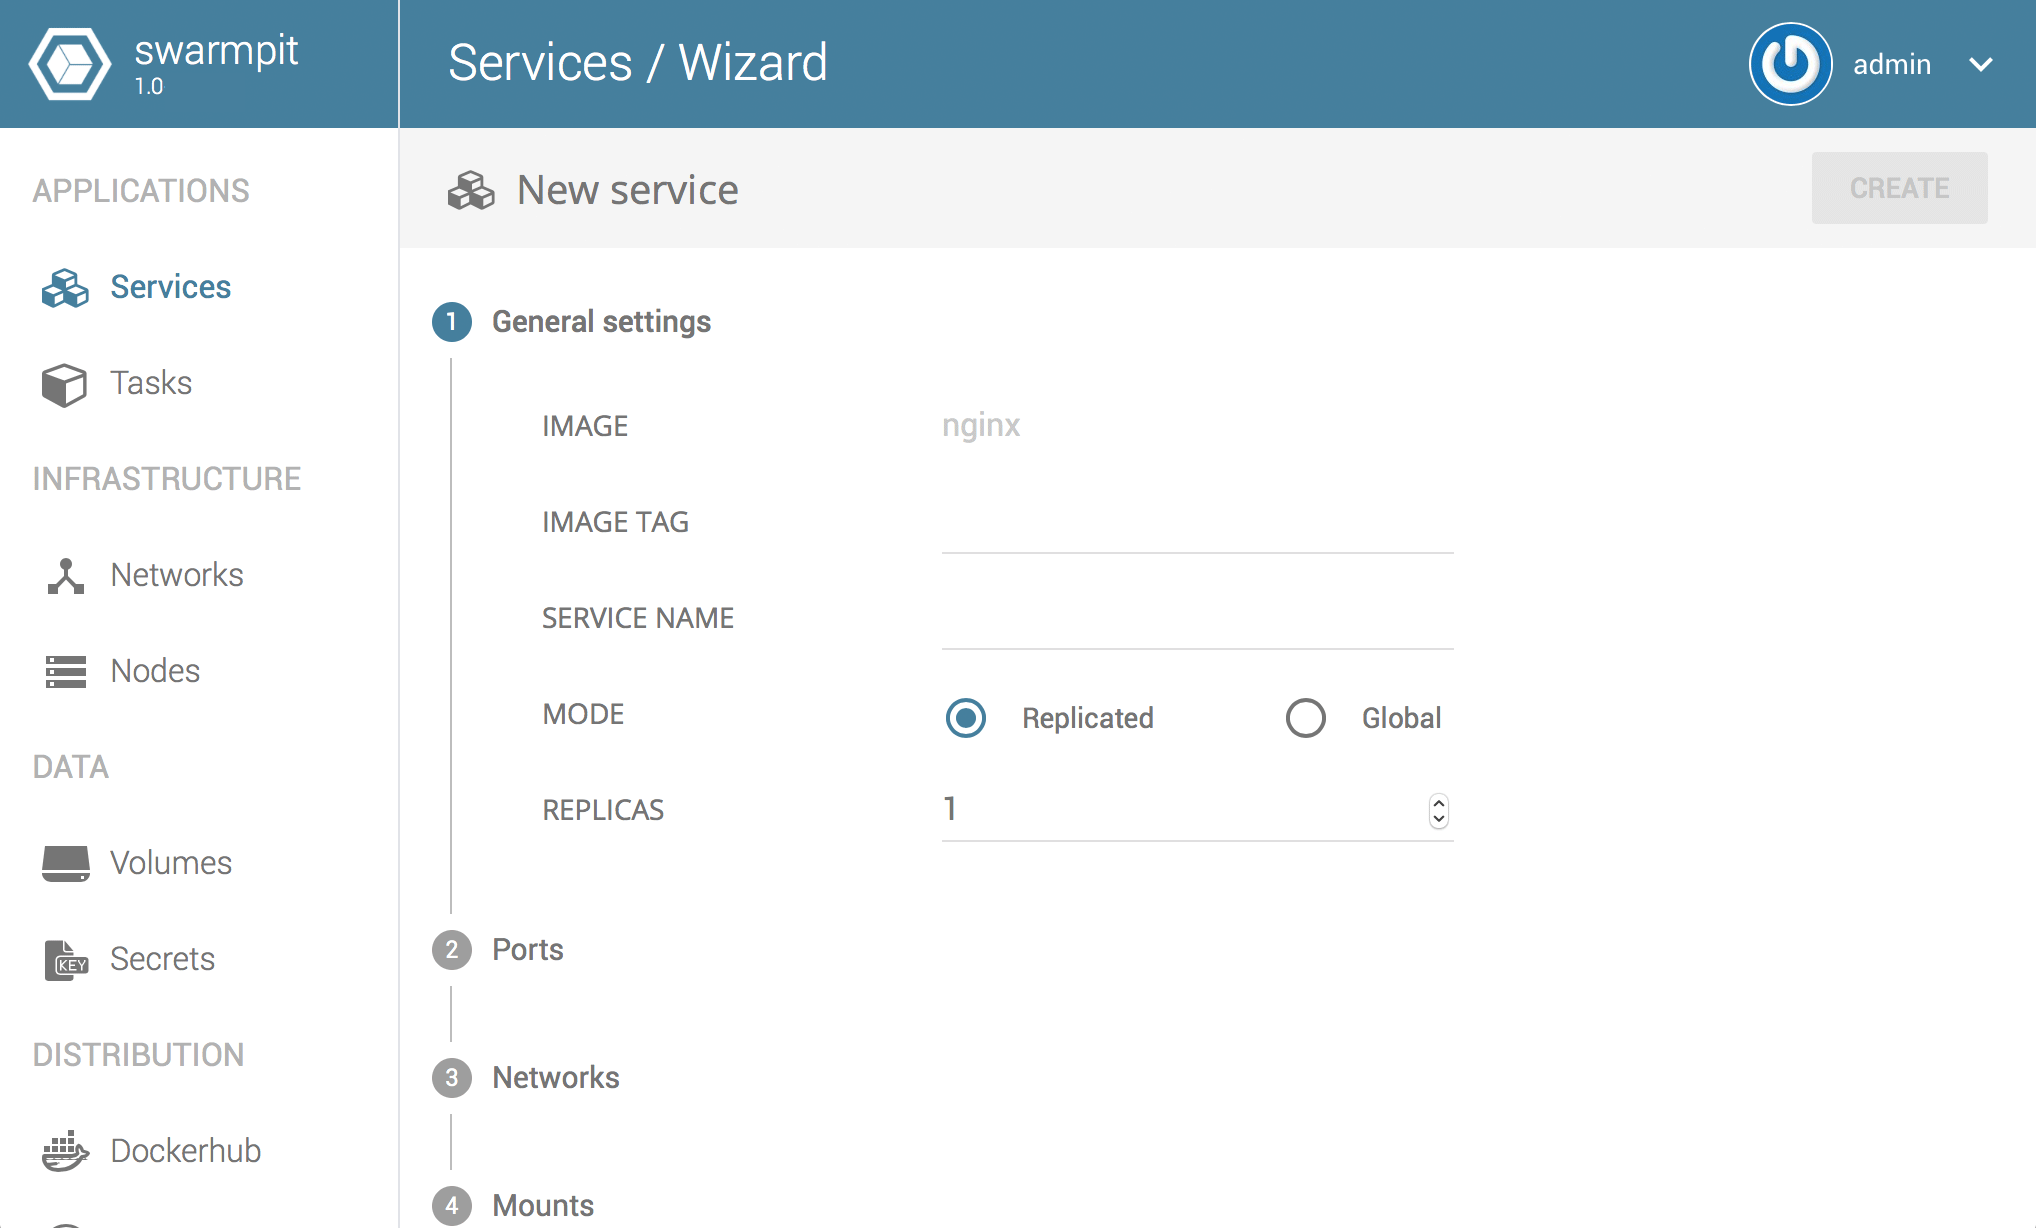 swarmpit
1.0
Services / Wizard
admin
APPLICATIONS
Services
Tasks
INFRASTRUCTURE
Networks
Nodes
DATA
Volumes
KEY
Secrets
DISTRIBUTION
Dockerhub
New service
CREATE
1 General settings
IMAGE nginx
IMAGE TAG
SERVICE NAME
MODE Replicated Global
REPLICAS 1
2 Ports
3 Networks
4 Mounts